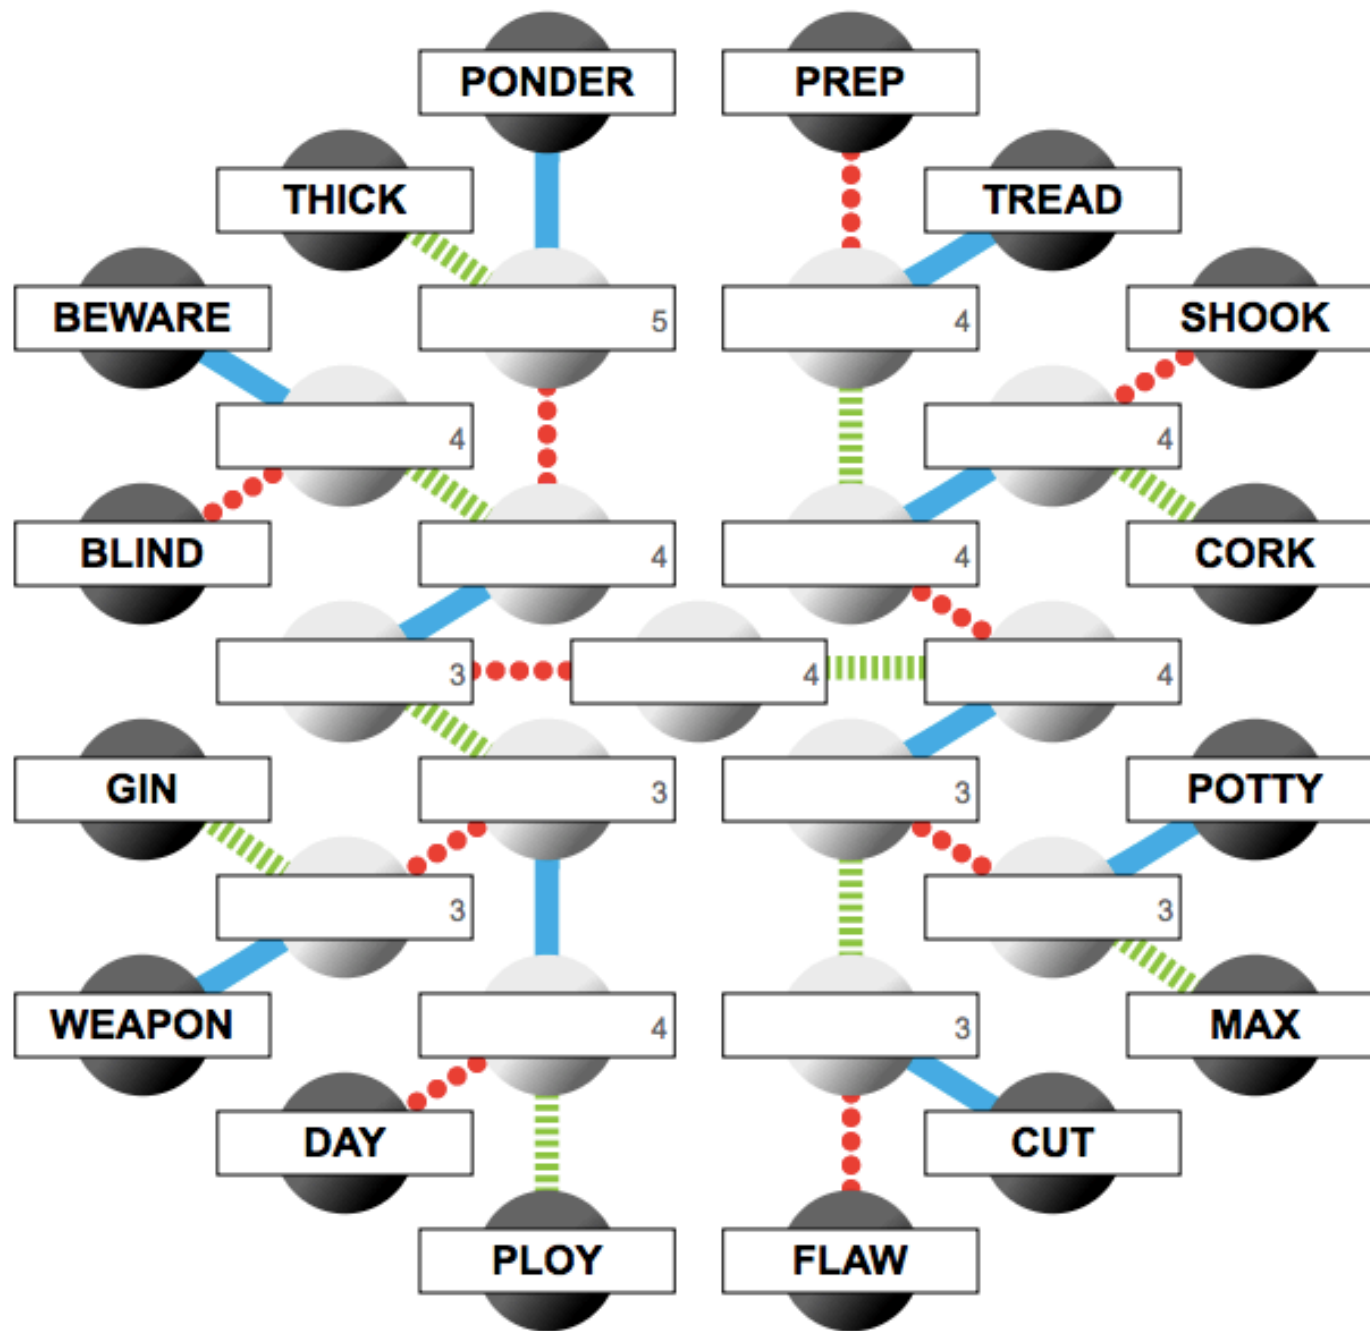 PONDER PREP
THICK TREAD
BEWARE 5 4 SHOOK
4 4
BLIND 4 4 CORK
3 4 4
GIN 3 3 POTTY
3 3
WEAPON 4 3 MAX
DAY CUT
PLOY FLAW